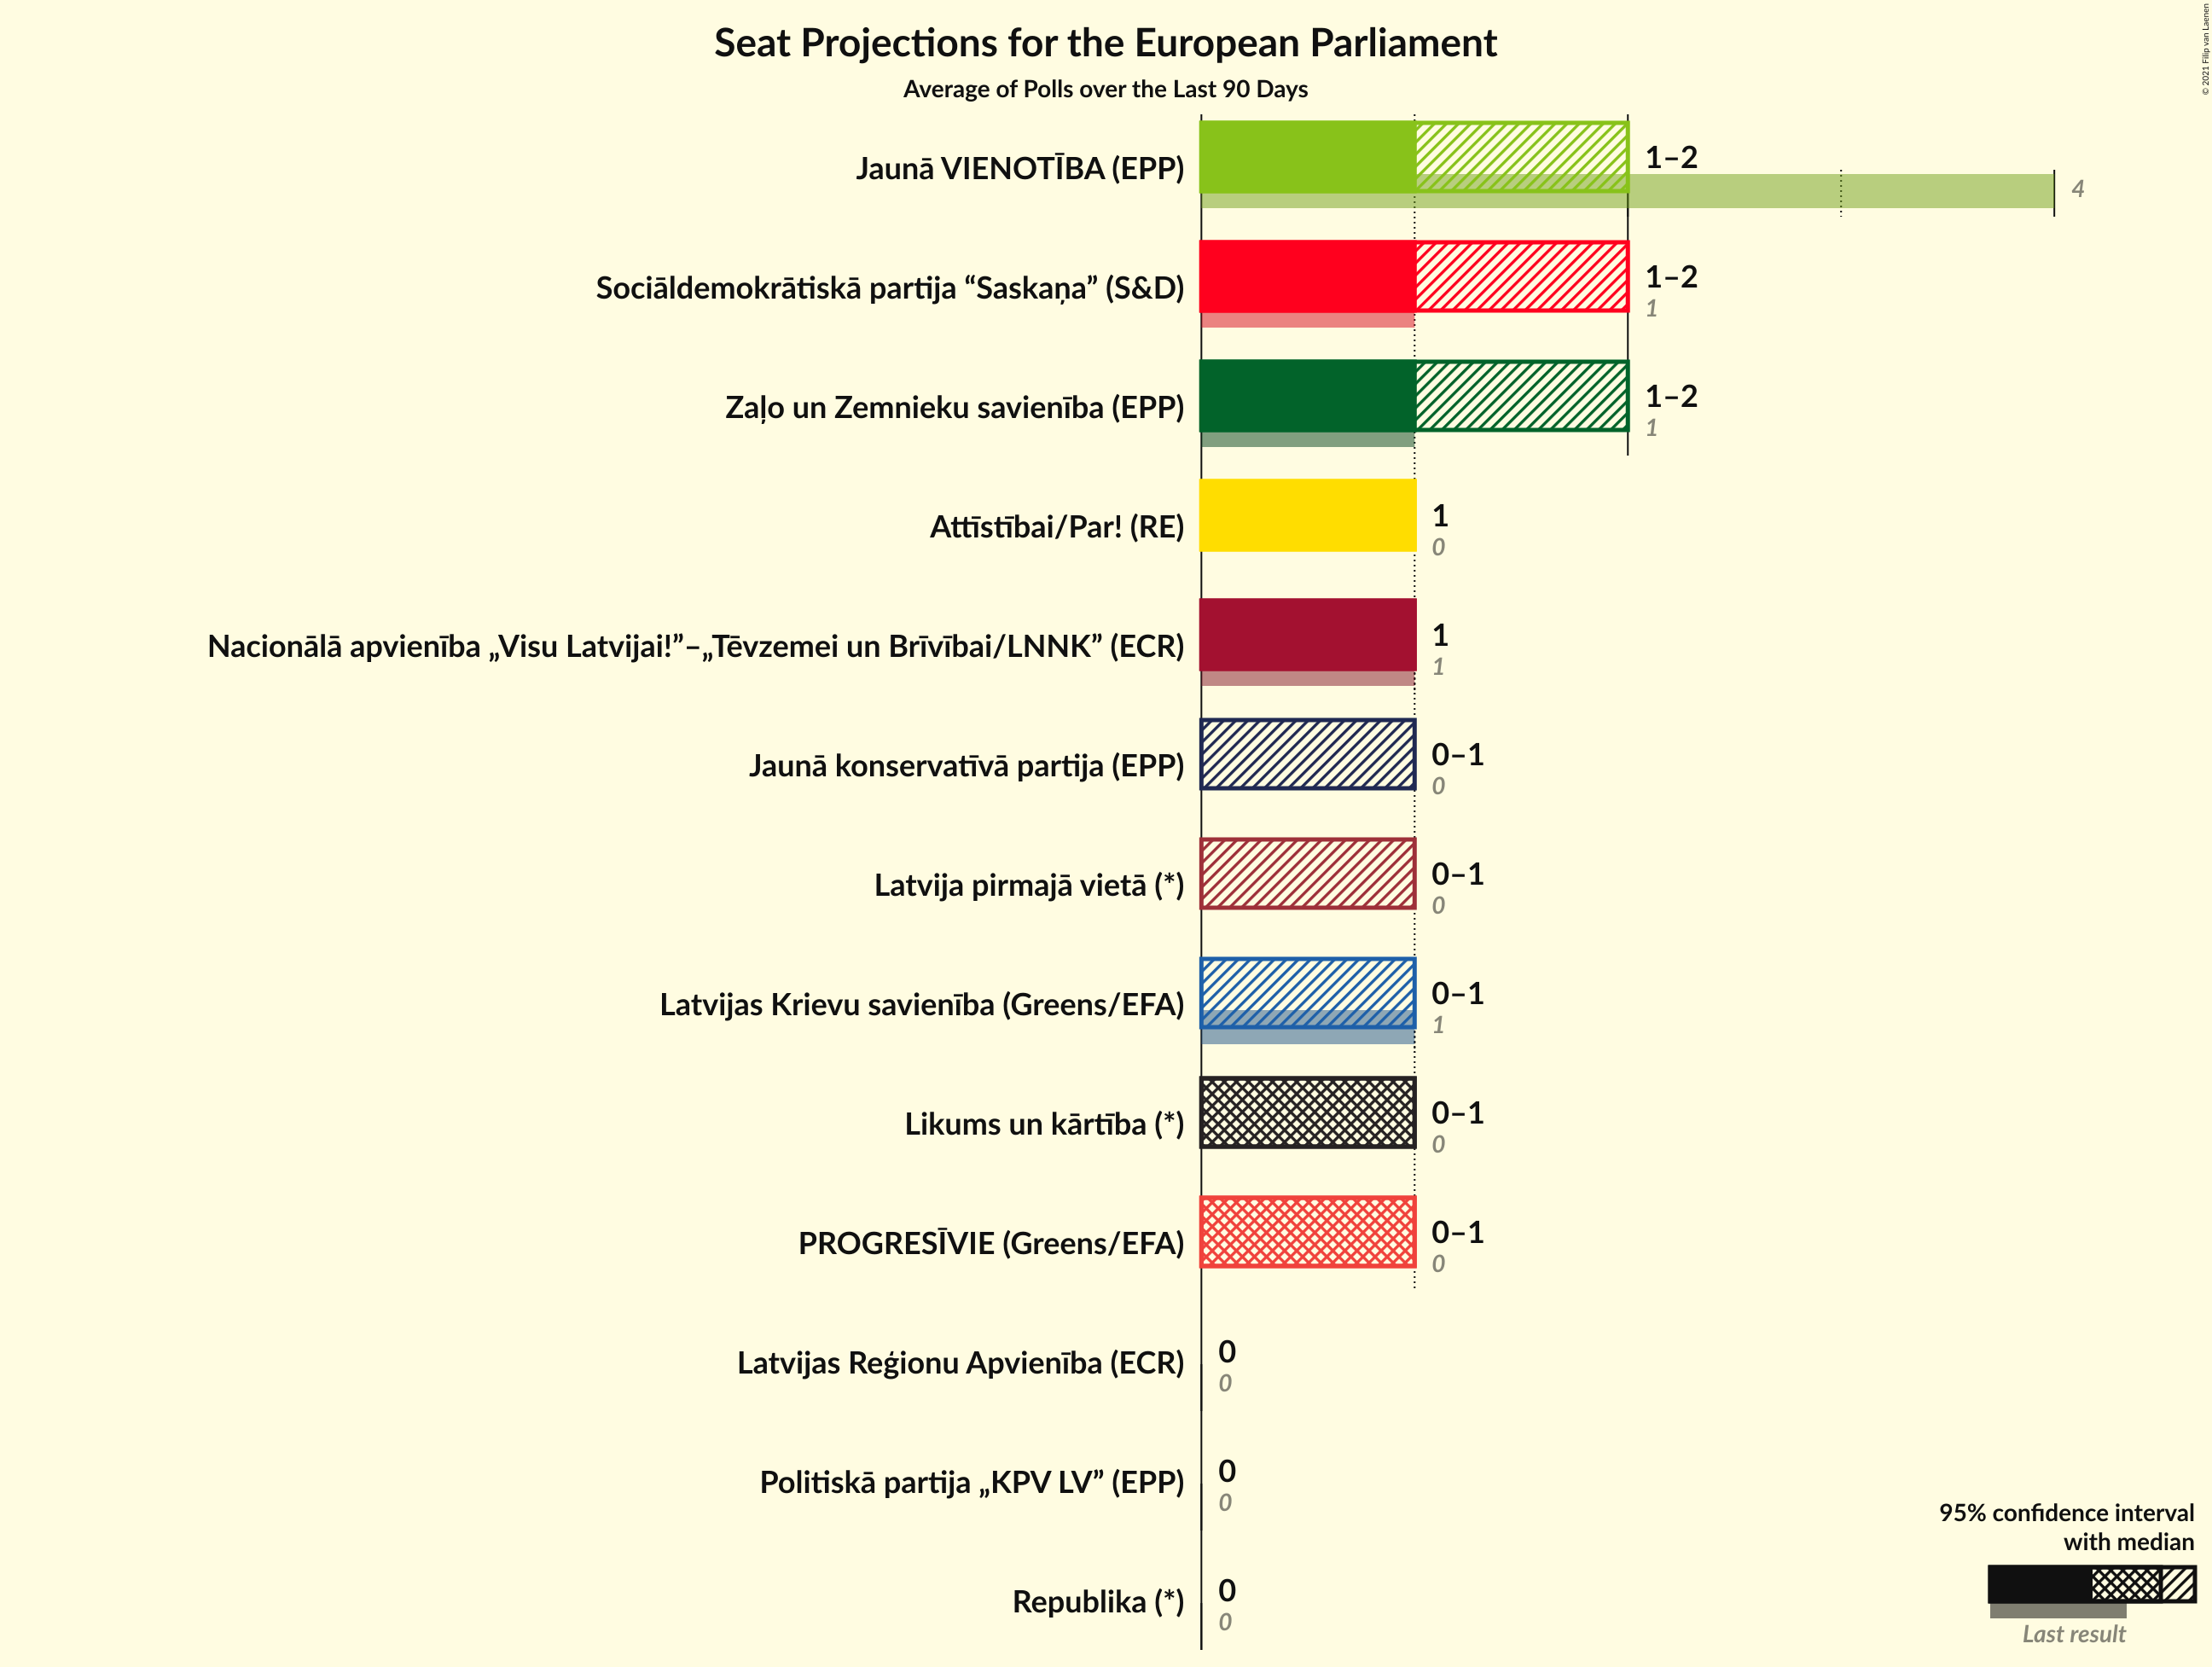 Seat Projections for the European Parliament
Average of Polls over the Last 90 Days
© 2021 Filip van Laenen
Jaunā VIENOTĪBA (EPP)
1–2
4
Sociāldemokrātiskā partija “Saskaņa” (S&D)
1–2
1
Zaļo un Zemnieku savienība (EPP)
1–2
1
Attīstībai/Par! (RE)
1
0
Nacionālā apvienība „Visu Latvijai!”–„Tēvzemei un Brīvībai/LNNK” (ECR)
1
1
Jaunā konservatīvā partija (EPP)
0–1
0
Latvija pirmajā vietā (*)
0–1
0
Latvijas Krievu savienība (Greens/EFA)
0–1
1
Likums un kārtība (*)
0–1
0
PROGRESĪVIE (Greens/EFA)
0–1
0
Latvijas Reģionu Apvienība (ECR)
0
0
Politiskā partija „KPV LV” (EPP)
0
0
Republika (*)
0
0
95% confidence interval
with median
Last result